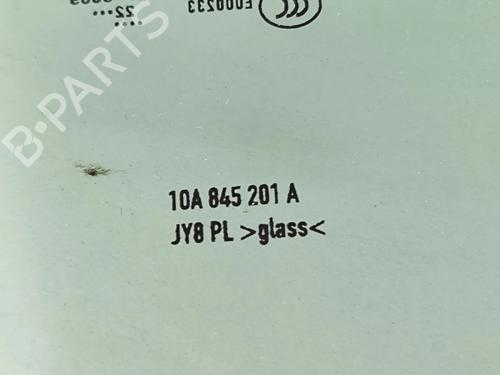 E000233
22
B-PARTS
10A 845 201 A
JY8 PL >glass<